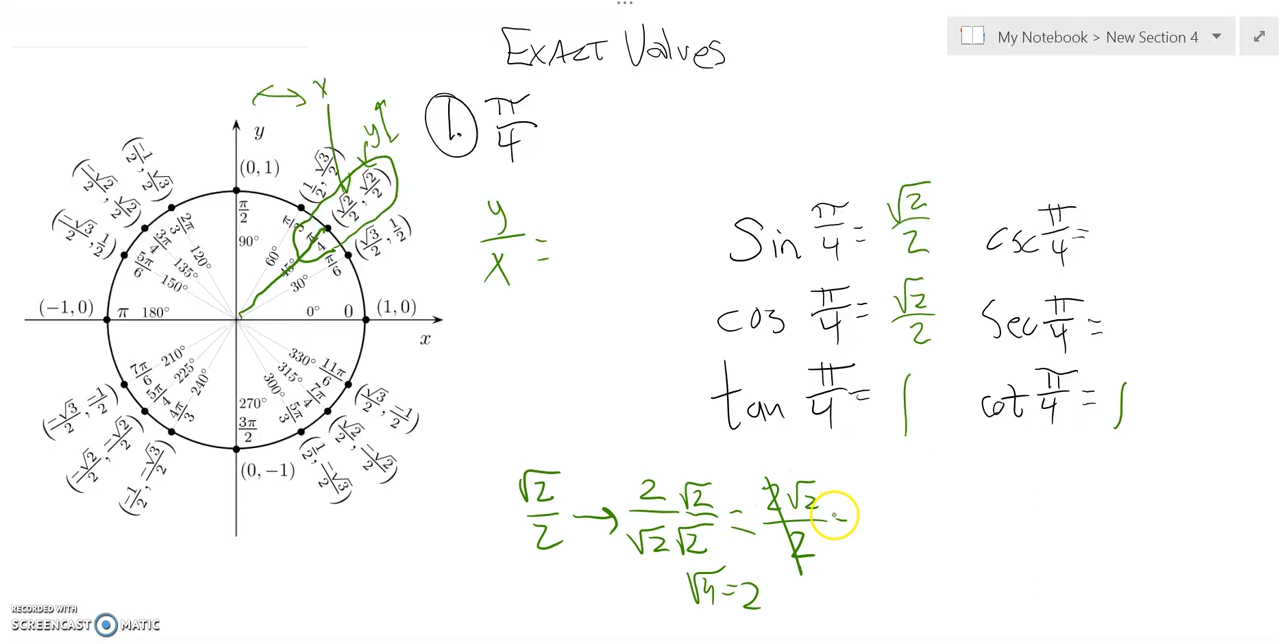 My Notebook > New Section 4
Exact Values
1. π/4
x
y
y
(0, 1)
(-1/2, √3/2)
(-√2/2, √2/2)
(-√3/2, 1/2)
(1/2, √3/2)
(√2/2, √2/2)
(√3/2, 1/2)
π/2
90°
2π/3
120°
3π/4
135°
5π/6
150°
π/3
60°
π/4
45°
π/6
30°
(−1, 0)
π
180°
0°
0
(1, 0)
x
7π/6
210°
5π/4
225°
4π/3
240°
270°
3π/2
330°
11π/6
315°
7π/4
300°
5π/3
(-√3/2, -1/2)
(-√2/2, -√2/2)
(-1/2, -√3/2)
(0, −1)
(√3/2, -1/2)
(√2/2, -√2/2)
(1/2, -√3/2)
y/x =
Sin π/4 = √2/2
csc π/4 =
cos π/4 = √2/2
Sec π/4 =
tan π/4 = 1
cot π/4 = 1
√2/2 → 2/√2 √2/√2 = 2√2/2 =
√4 = 2
RECORDED WITH
SCREENCAST MATIC